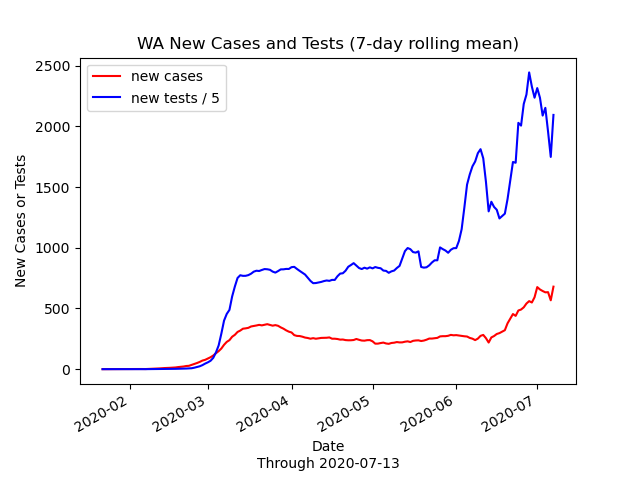 WA New Cases and Tests (7-day rolling mean)
new cases
new tests / 5
New Cases or Tests
2500
2000
1500
1000
500
0
2020-02
2020-03
2020-04
2020-05
2020-06
2020-07
Date
Through 2020-07-13